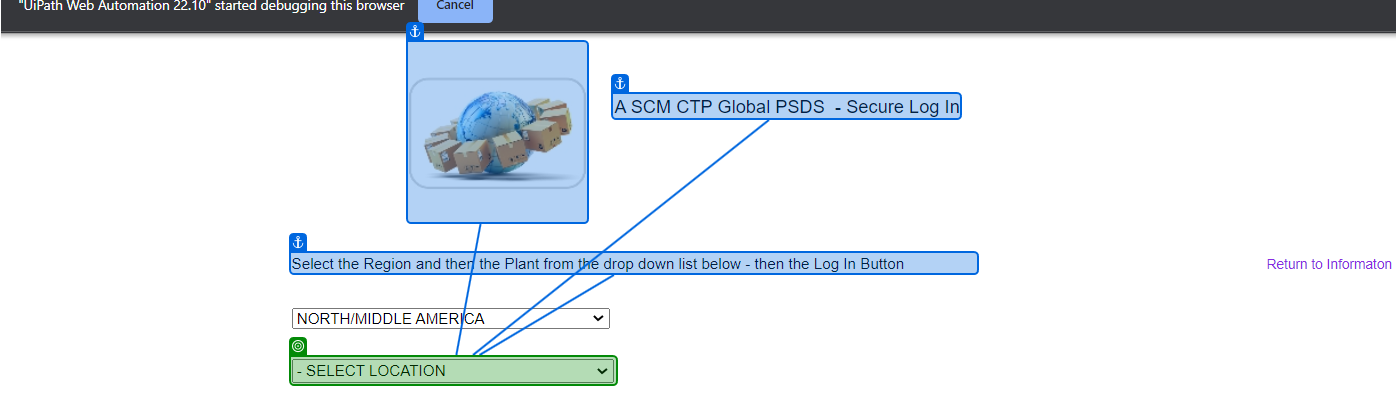 "UiPath Web Automation 22.10" started debugging this browser
Cancel
A SCM CTP Global PSDS - Secure Log In
Select the Region and then the Plant from the drop down list below - then the Log In Button
Return to Informaton
NORTH/MIDDLE AMERICA
- SELECT LOCATION